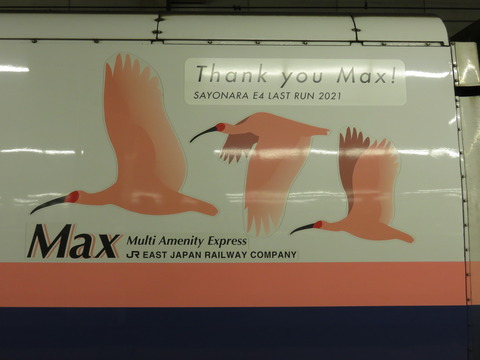 Thank you Max!
SAYONARA E4 LAST RUN 2021
Max Multi Amenity Express
JR EAST JAPAN RAILWAY COMPANY